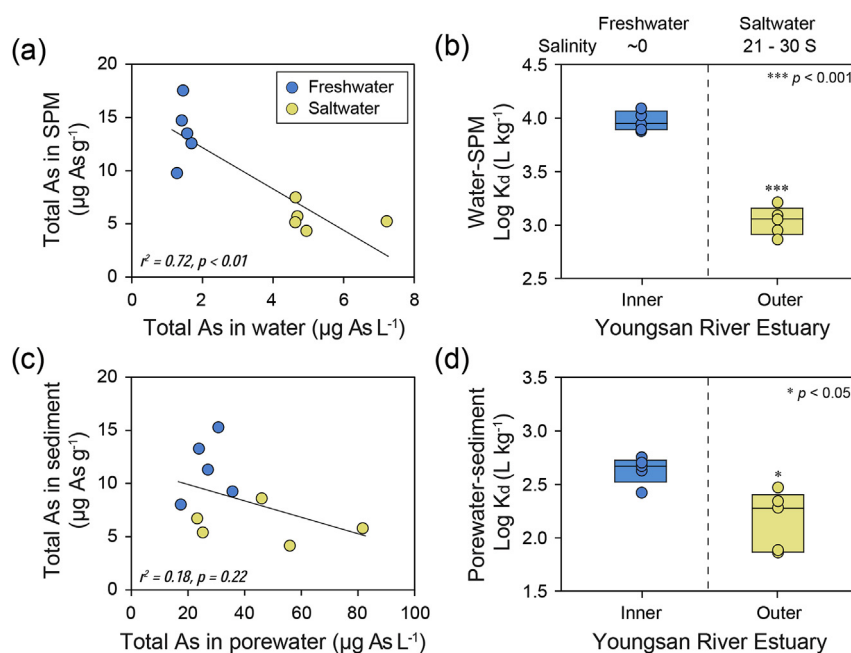 Freshwater Saltwater
(a) (b) Salinity ~0 21 - 30 S
Total As in SPM
(µg As g-1)
20
15
10
5
0
Freshwater
Saltwater
r² = 0.72, p < 0.01
0 2 4 6 8
Total As in water (µg As L-1)
Water-SPM
Log Kd (L kg-1)
4.5
4.0
3.5
3.0
2.5
*** p < 0.001
***
Inner Outer
Youngsan River Estuary
(c)
Total As in sediment
(µg As g-1)
20
15
10
5
0
r² = 0.18, p = 0.22
0 20 40 60 80 100
Total As in porewater (µg As L-1)
(d)
Porewater-sediment
Log Kd (L kg-1)
3.5
3.0
2.5
2.0
1.5
* p < 0.05
*
Inner Outer
Youngsan River Estuary